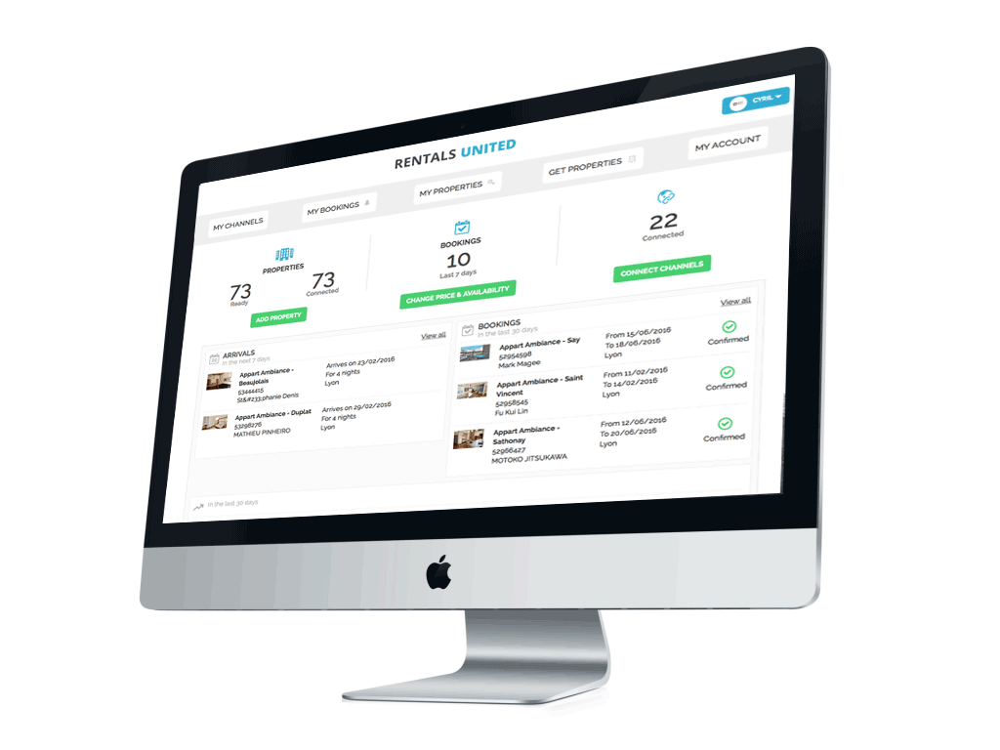 CYRIL
RENTALS UNITED
MY CHANNELS
MY BOOKINGS
MY PROPERTIES
GET PROPERTIES
MY ACCOUNT
PROPERTIES
73
Ready
73
Connected
ADD PROPERTY
BOOKINGS
10
Last 7 days
CHANGE PRICE & AVAILABILITY
22
Connected
CONNECT CHANNELS
View all
ARRIVALS
In the next 7 days
Appart Ambiance -
Beaujolais
53444415
St&#233;phanie Denis
Arrives on 23/02/2016
For 4 nights
Lyon
Appart Ambiance - Duplat
53298276
MATHIEU PINHEIRO
Arrives on 29/02/2016
For 4 nights
Lyon
View all
BOOKINGS
In the last 30 days
Appart Ambiance - Say
52954598
Mark Magee
From 15/06/2016
To 18/06/2016
Lyon
Confirmed
Appart Ambiance - Saint
Vincent
52958545
Fu Kui Lin
From 11/02/2016
To 14/02/2016
Lyon
Confirmed
Appart Ambiance -
Sathonay
52966427
MOTOKO JITSUKAWA
From 12/06/2016
To 20/06/2016
Lyon
Confirmed
In the last 30 days